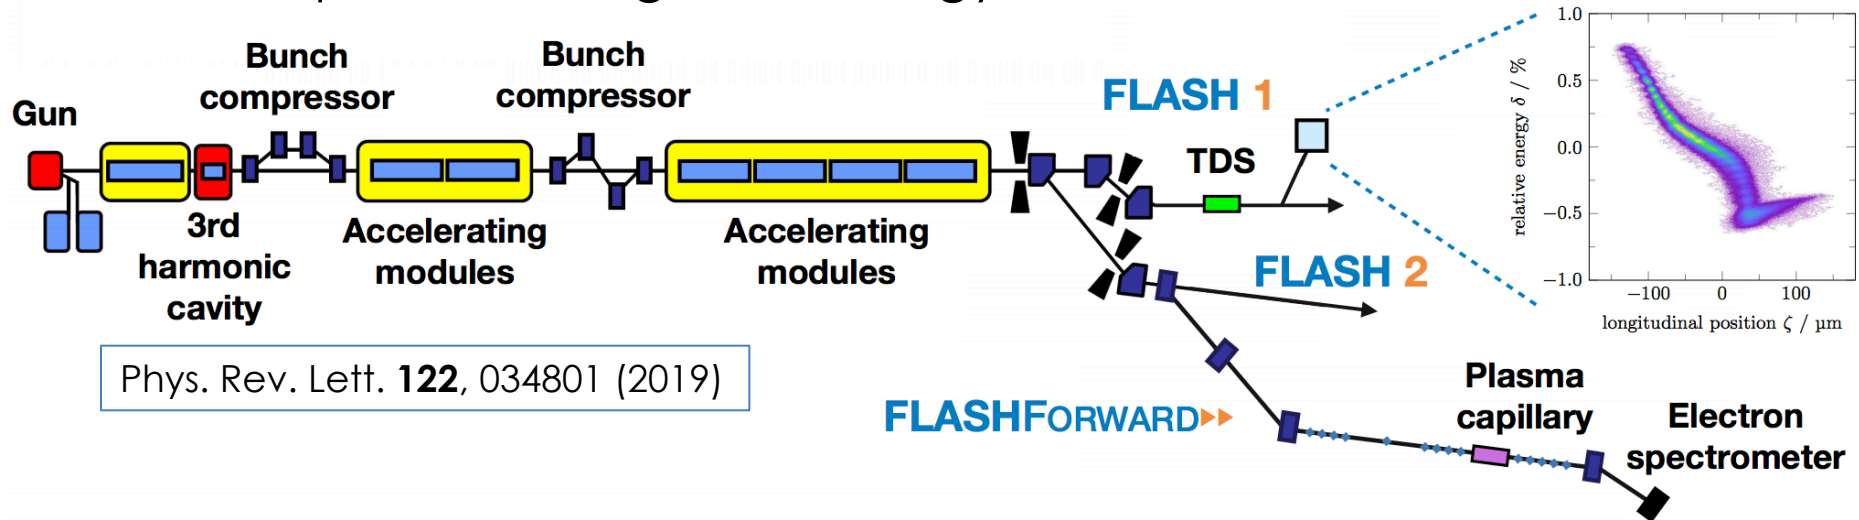 Gun
Bunch
compressor
Bunch
compressor
3rd
harmonic
cavity
Accelerating
modules
Accelerating
modules
FLASH 1
TDS
FLASH 2
FLASHFORWARD
Plasma
capillary
Electron
spectrometer
Phys. Rev. Lett. 122, 034801 (2019)
relative energy δ / %
1.0
0.5
0.0
−0.5
−1.0
−100 0 100
longitudinal position ζ / µm